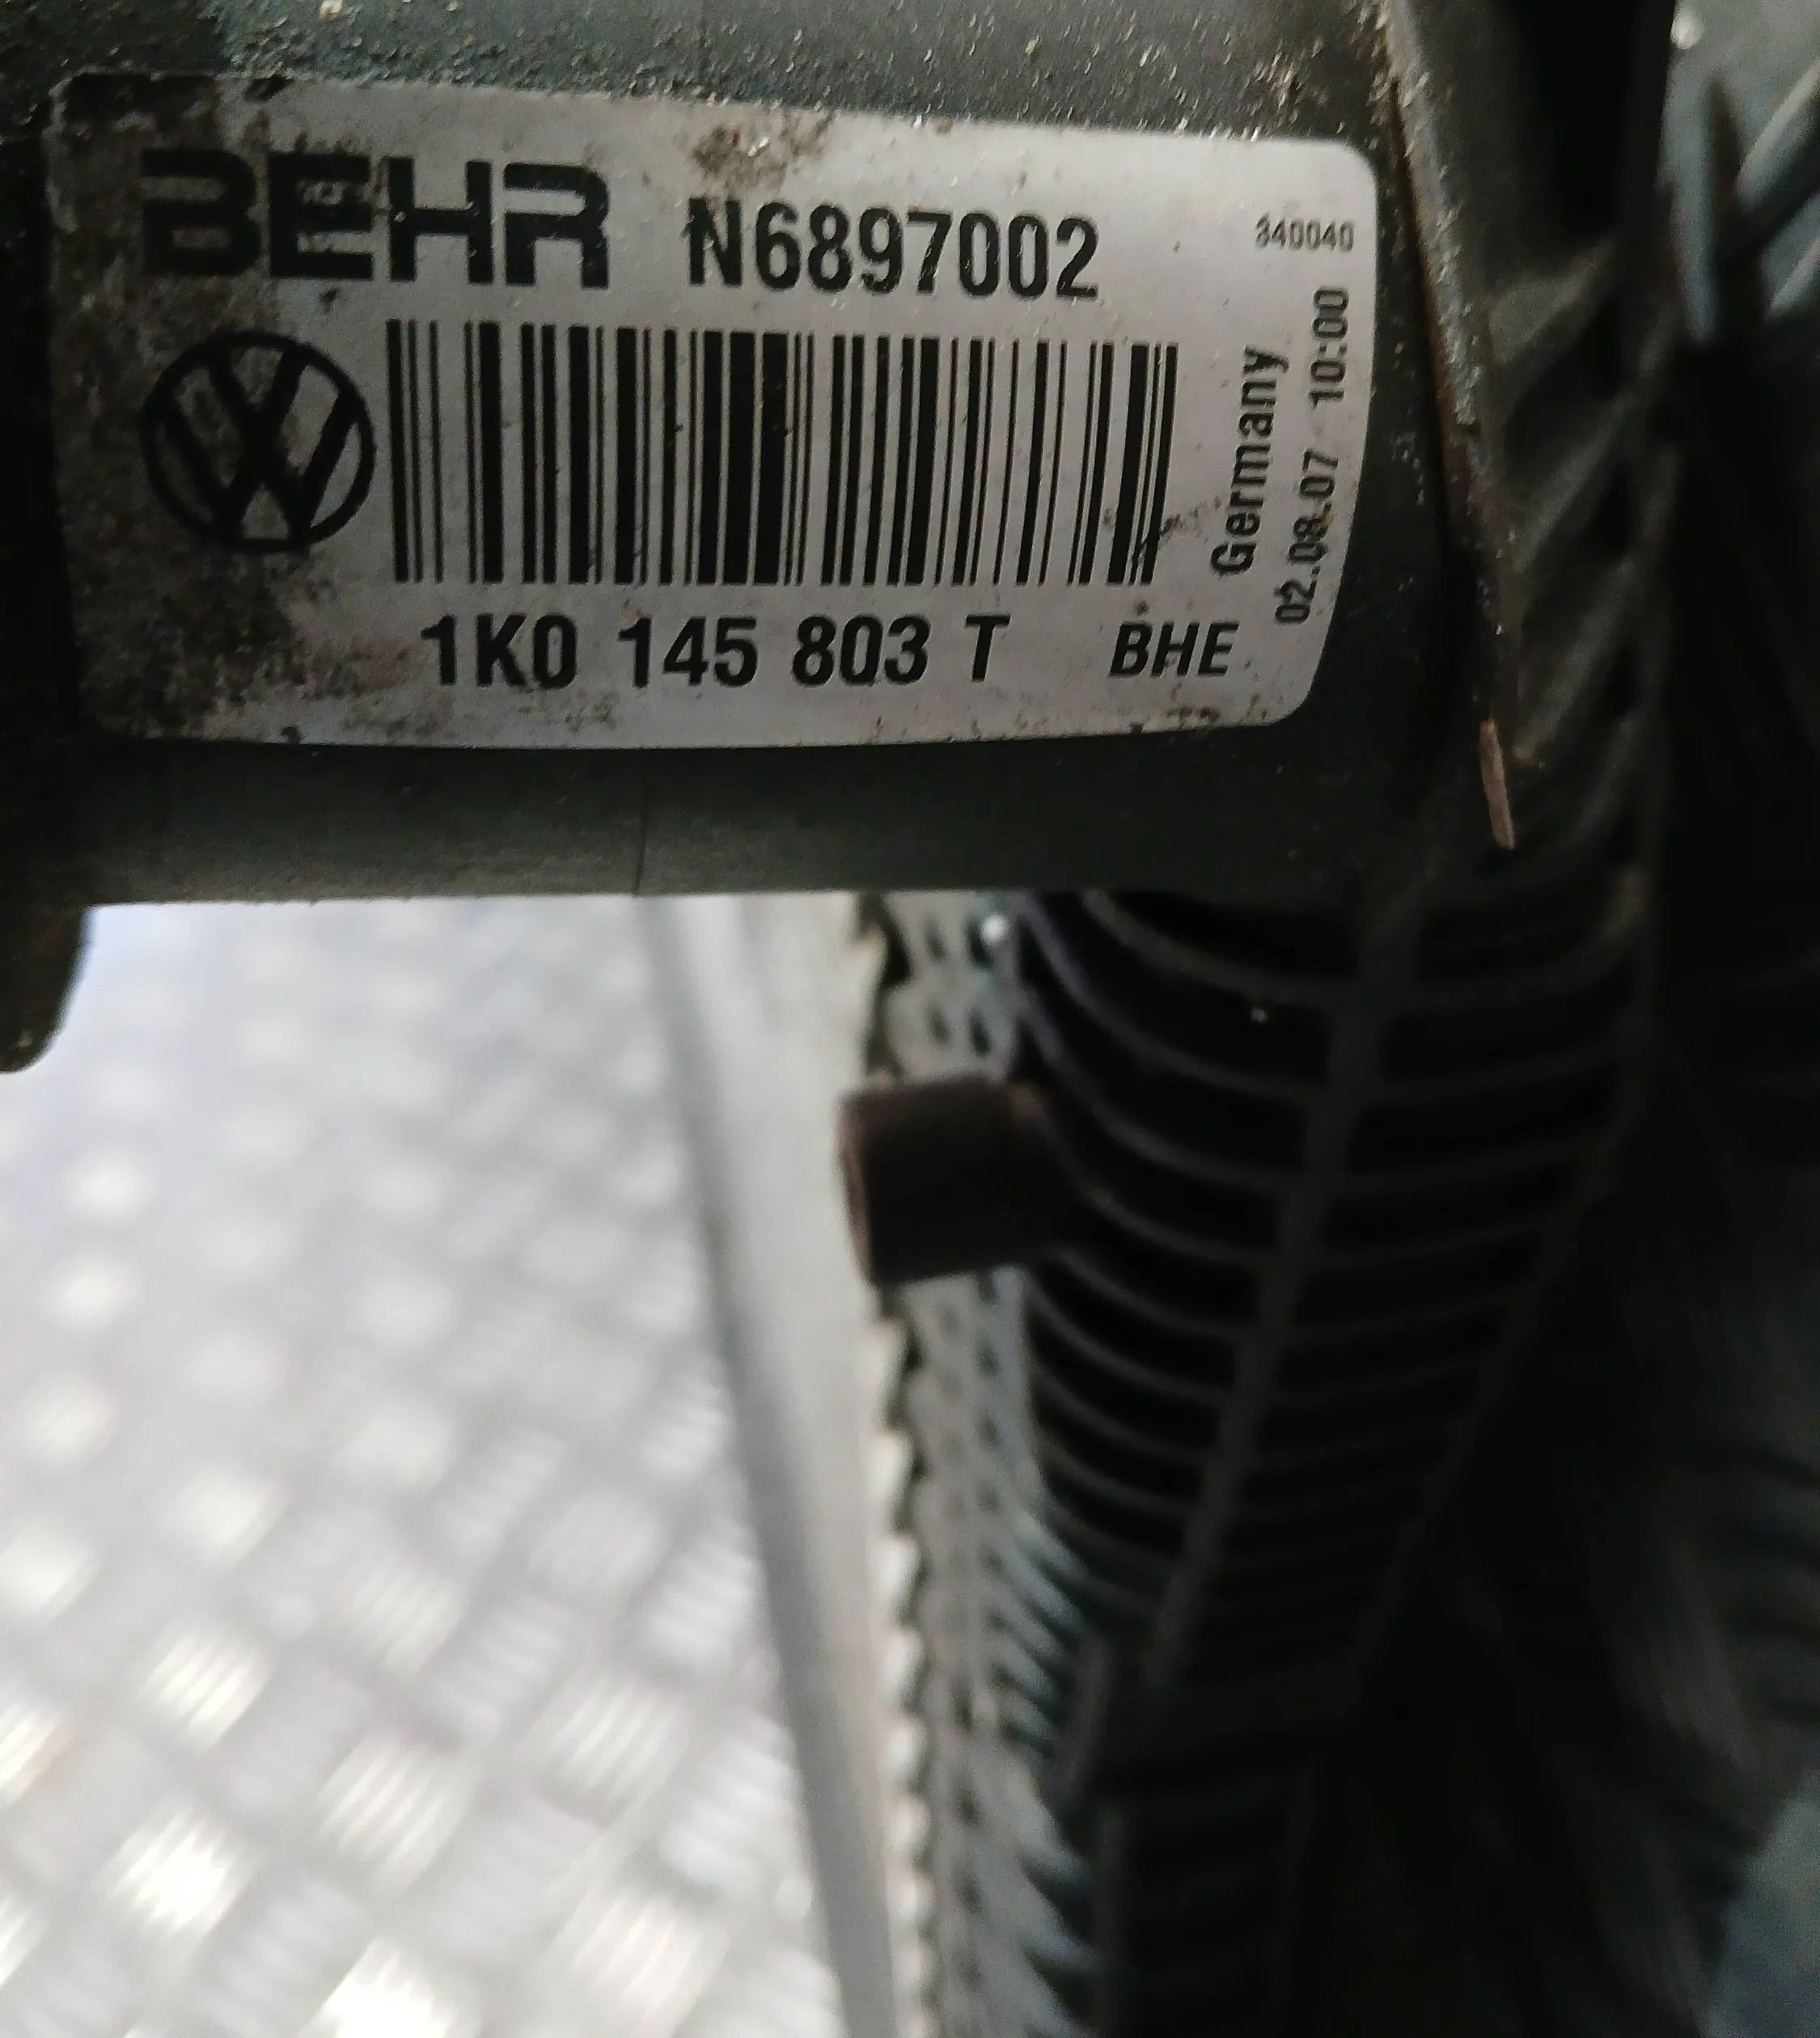 BEHR N6897002
340040
1K0 145 803 T BHE
Germany
02.08.07 10:00